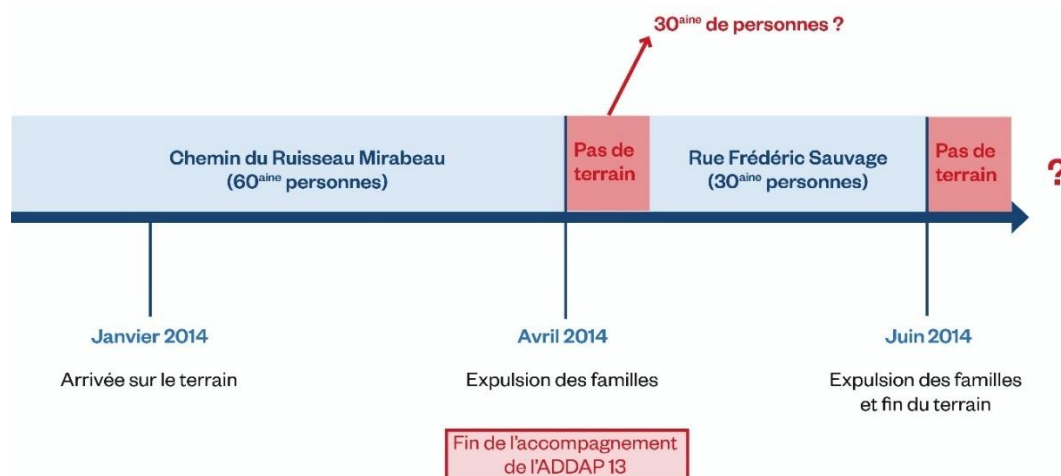 30aine de personnes ?
Chemin du Ruisseau Mirabeau
(60aine personnes)
Pas de
terrain
Rue Frédéric Sauvage
(30aine personnes)
Pas de
terrain
?
Janvier 2014
Arrivée sur le terrain
Avril 2014
Expulsion des familles
Juin 2014
Expulsion des familles
et fin du terrain
Fin de l'accompagnement
de l'ADDAP 13